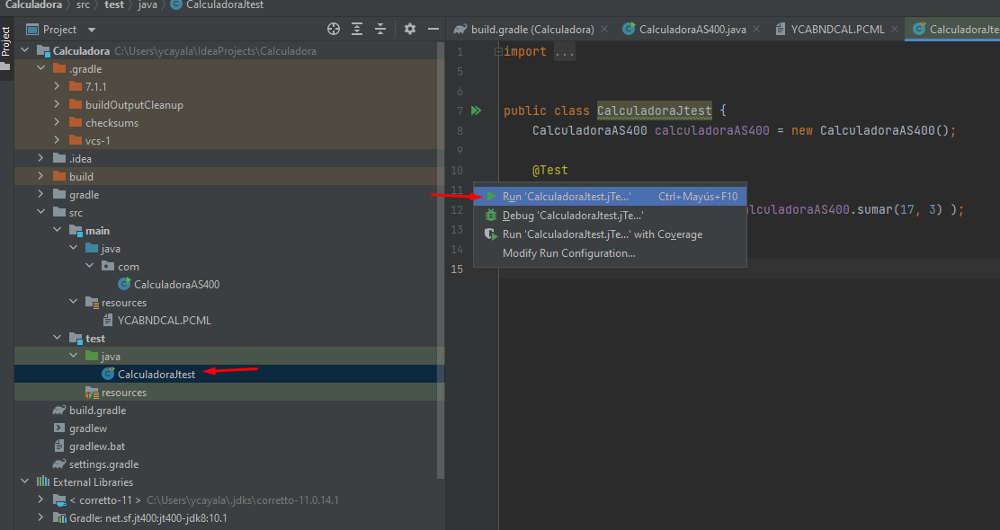 Calculadora src test java CalculadoraJtest
Project
Project
build.gradle (Calculadora) CalculadoraAS400.java YCABNDCAL.PCML CalculadoraJte
Calculadora C:\Users\ycayala\IdeaProjects\Calculadora
.gradle
7.1.1
buildOutputCleanup
checksums
vcs-1
.idea
build
gradle
src
main
java
com
CalculadoraAS400
resources
YCABNDCAL.PCML
test
java
CalculadoraJtest
resources
build.gradle
gradlew
gradlew.bat
settings.gradle
External Libraries
< corretto-11 > C:\Users\ycayala\.jdks\corretto-11.0.14.1
Gradle: net.sf.jt400:jt400-jdk8:10.1
1 import ...
5
6
7 public class CalculadoraJtest {
8 CalculadoraAS400 calculadoraAS400 = new CalculadoraAS400();
9
10 @Test
11
12 lculadoraAS400.sumar(17, 3) );
13
14
15
Run 'CalculadoraJtest.jTe...' Ctrl+Mayús+F10
Debug 'CalculadoraJtest.jTe...'
Run 'CalculadoraJtest.jTe...' with Coverage
Modify Run Configuration...